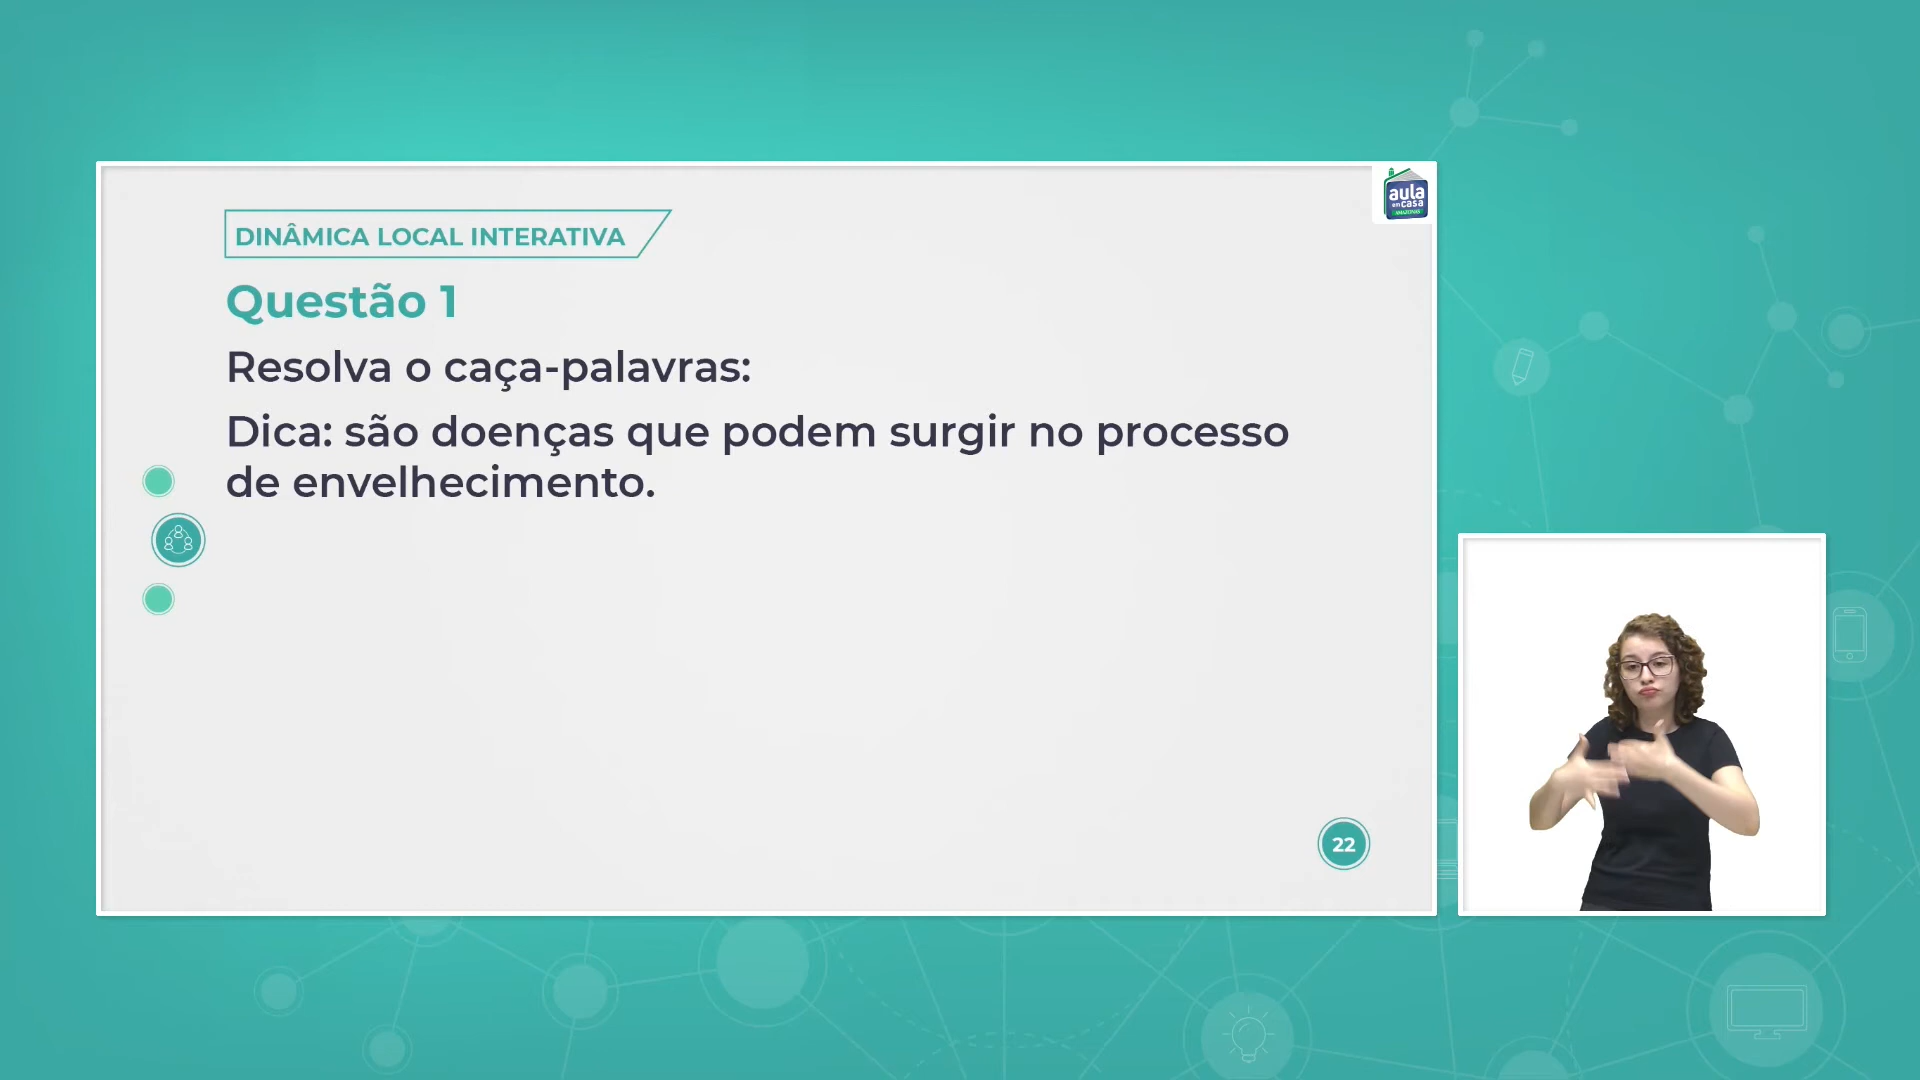 aula
em casa
AMAZONAS
DINÂMICA LOCAL INTERATIVA
Questão 1
Resolva o caça-palavras:
Dica: são doenças que podem surgir no processo
de envelhecimento.
22